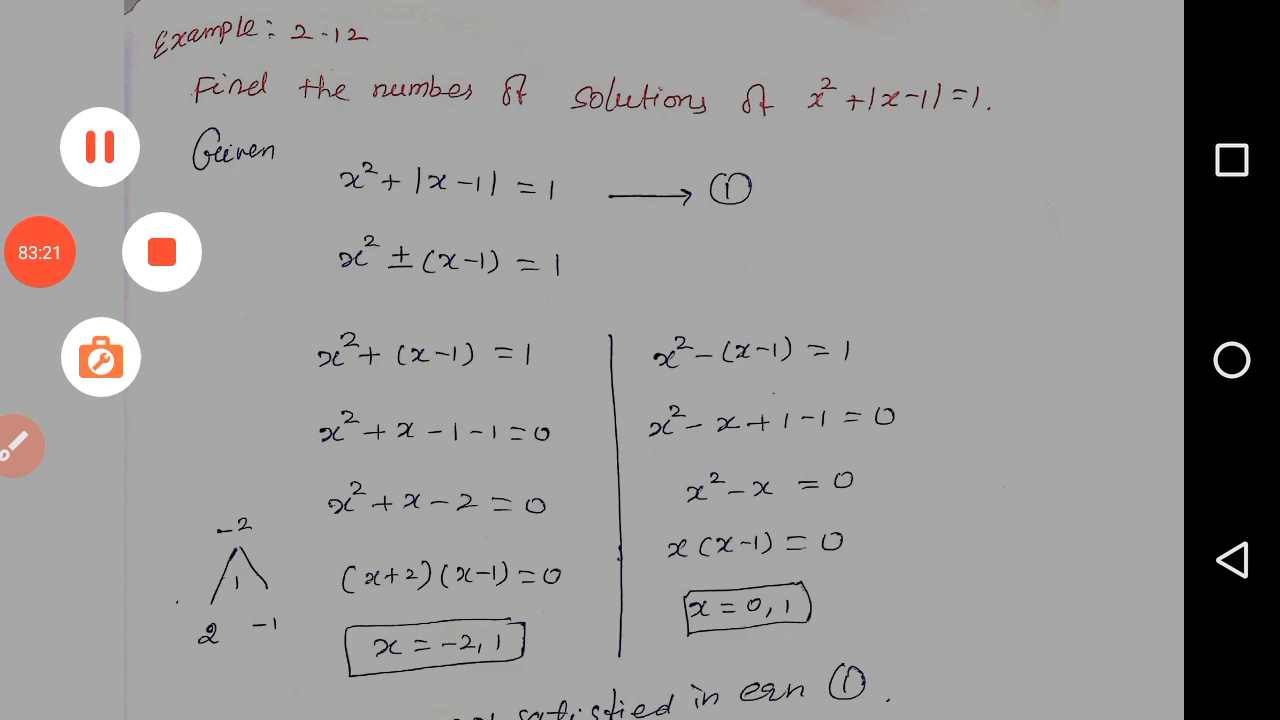 Example: 2.12
Find the number of solutions of x² + |x-1| = 1.
Given
x² + |x-1| = 1 ⟶ ①
x² ± (x-1) = 1
x² + (x-1) = 1
x² + x - 1 - 1 = 0
x² + x - 2 = 0
-2
1
2 -1
(x+2)(x-1) = 0
x = -2, 1
x² - (x-1) = 1
x² - x + 1 - 1 = 0
x² - x = 0
x(x-1) = 0
x = 0, 1
satisfied in eqn ①.
83:21